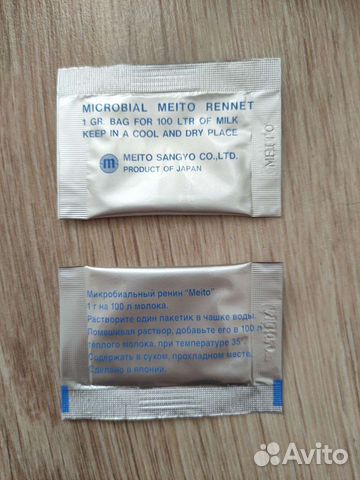 MICROBIAL MEITO RENNET
1 GR. BAG FOR 100 LTR OF MILK
KEEP IN A COOL AND DRY PLACE
m MEITO SANGYO CO.,LTD.
PRODUCT OF JAPAN
MEITO
Микробиальный ренин "Meito"
1 г на 100 л молока.
Растворите один пакетик в чашке воды.
Помешивая раствор, добавьте его в 100 л
тёплого молока, при температуре 35°
Содержать в сухом, прохладном месте.
Сделано в японии.
MEITO
Avito